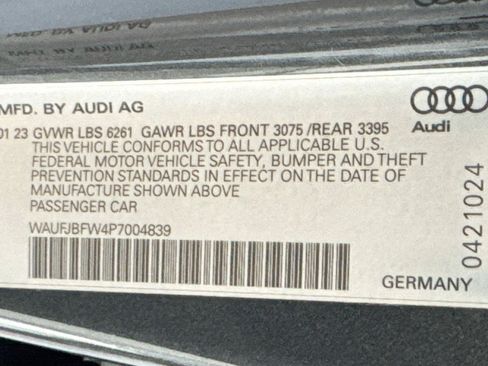 MFD. BY AUDI AG
01 23 GVWR LBS 6261 GAWR LBS FRONT 3075 /REAR 3395
THIS VEHICLE CONFORMS TO ALL APPLICABLE U.S.
FEDERAL MOTOR VEHICLE SAFETY, BUMPER AND THEFT
PREVENTION STANDARDS IN EFFECT ON THE DATE OF
MANUFACTURE SHOWN ABOVE
PASSENGER CAR
WAUFJBFW4P7004839
Audi
0421024
GERMANY